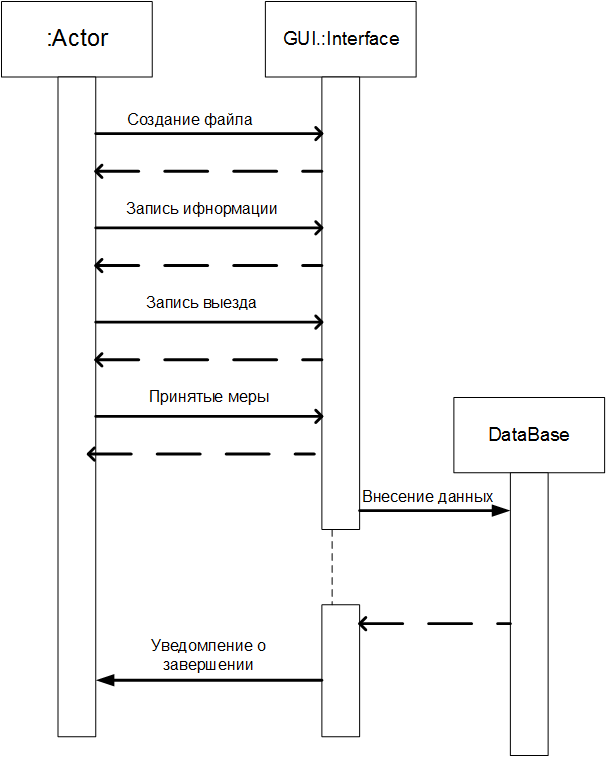 :Actor
GUI.:Interface
Создание файла
Запись ифнормации
Запись выезда
Принятые меры
DataBase
Внесение данных
Уведомление о
завершении